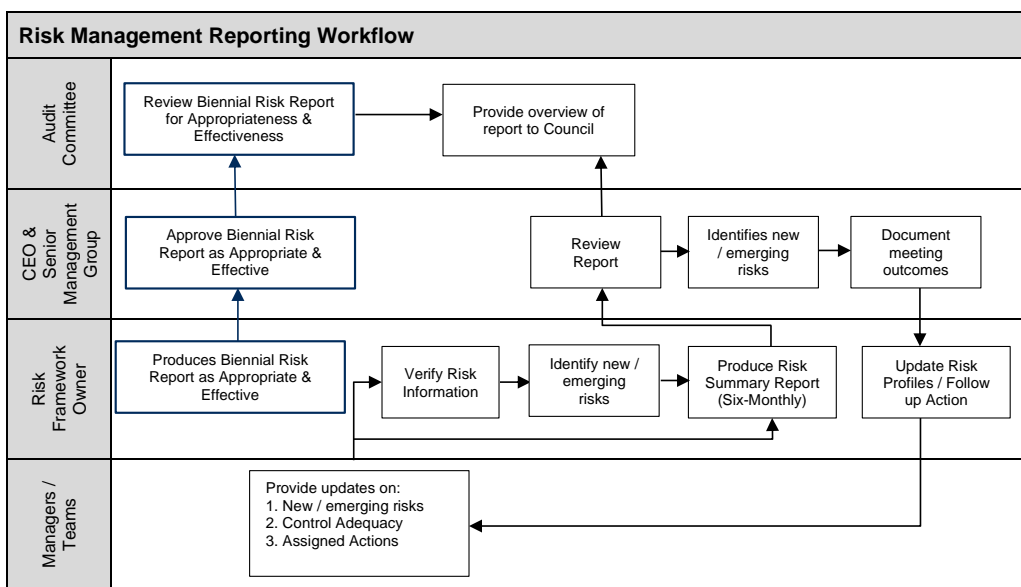 Risk Management Reporting Workflow
Audit
Committee
Review Biennial Risk Report
for Appropriateness &
Effectiveness
Provide overview of
report to Council
CEO &
Senior
Management
Group
Approve Biennial Risk
Report as Appropriate &
Effective
Review
Report
Identifies new
/ emerging
risks
Document
meeting
outcomes
Risk
Framework
Owner
Produces Biennial Risk
Report as Appropriate &
Effective
Verify Risk
Information
Identify new /
emerging
risks
Produce Risk
Summary Report
(Six-Monthly)
Update Risk
Profiles / Follow
up Action
Managers /
Teams
Provide updates on:
1. New / emerging risks
2. Control Adequacy
3. Assigned Actions